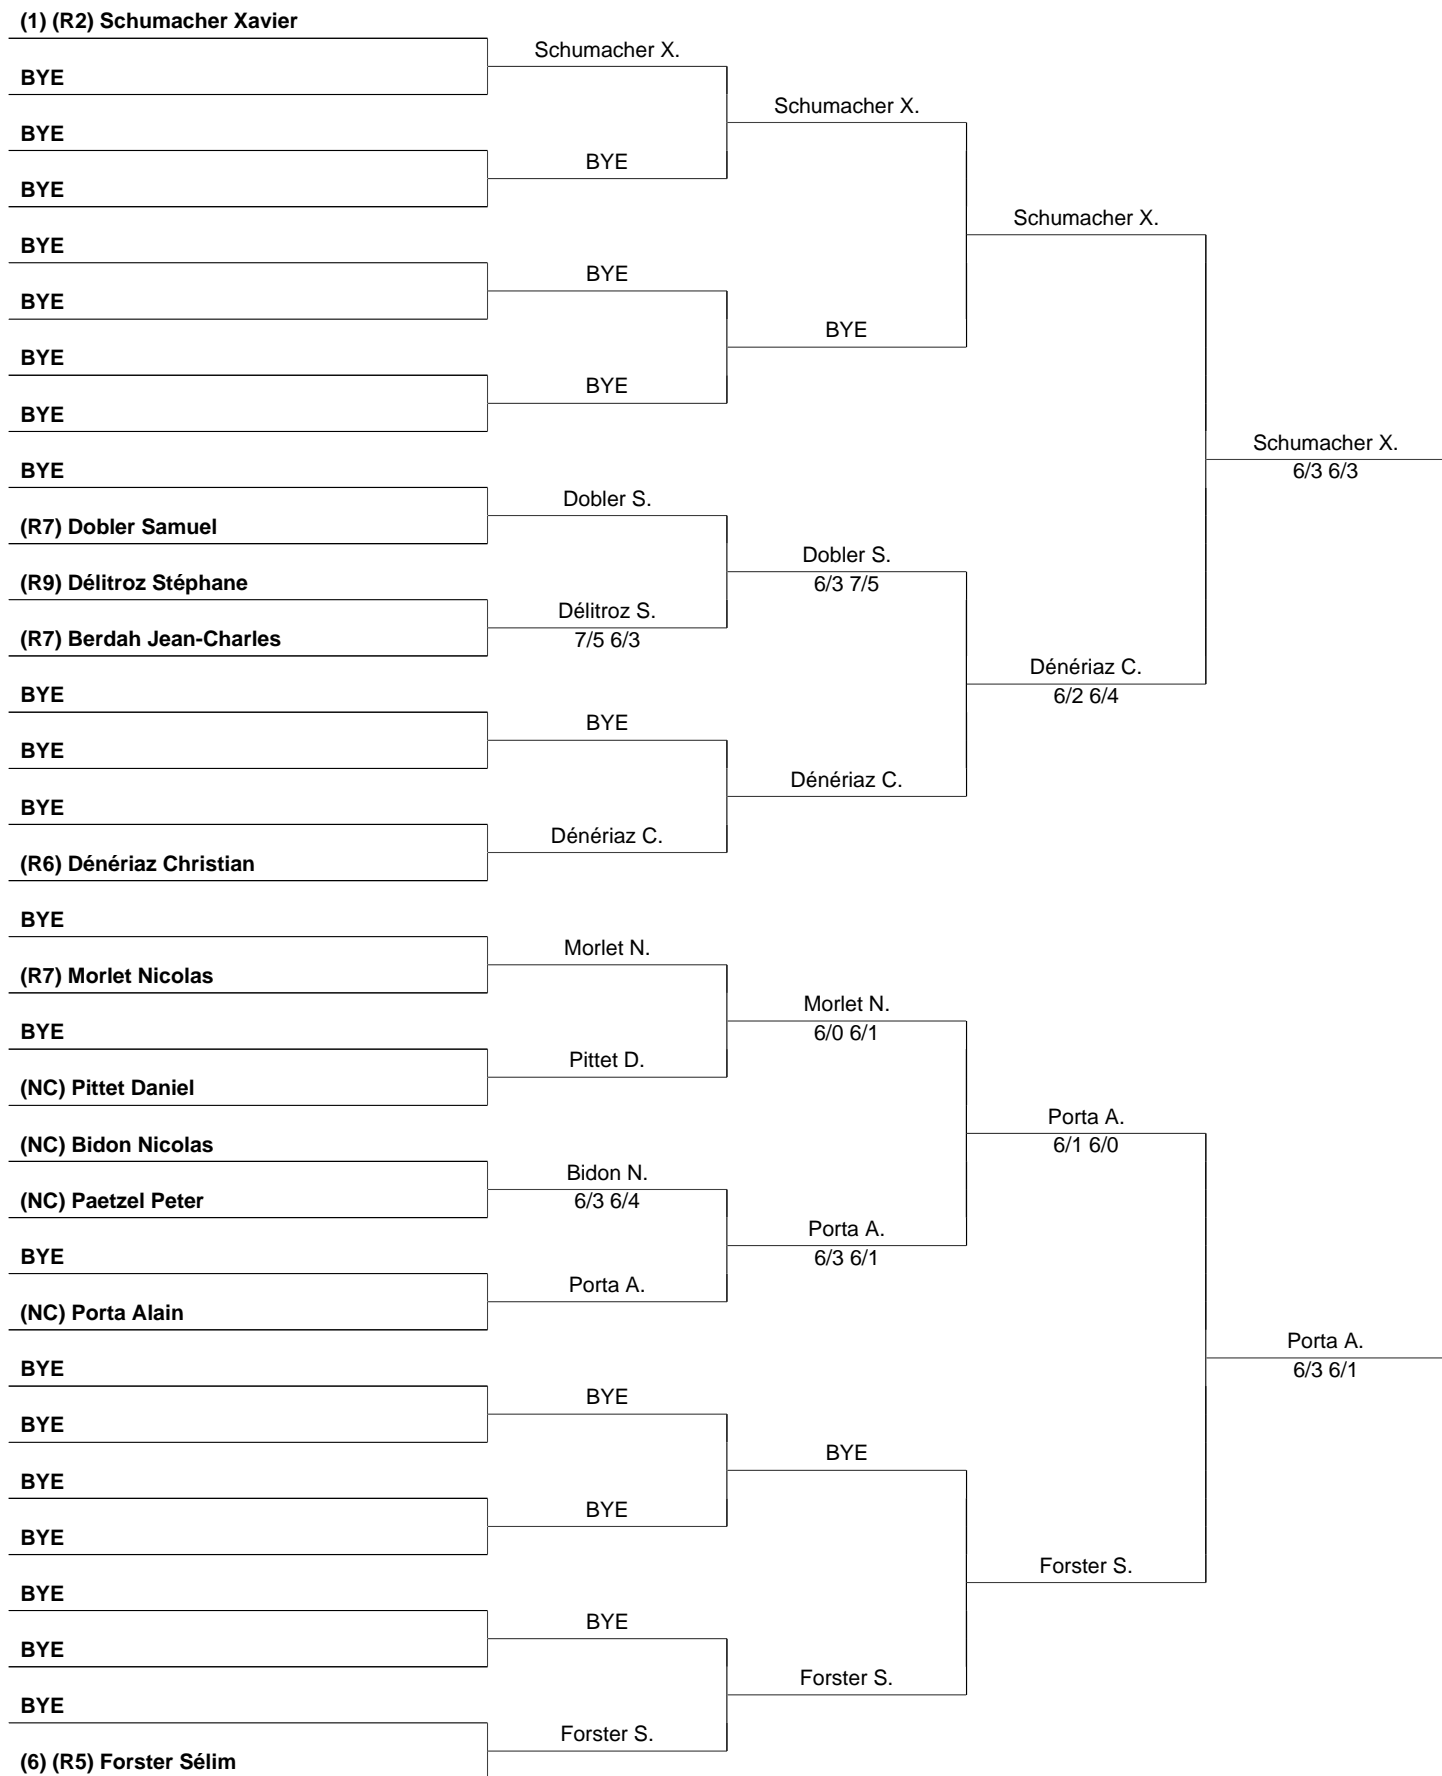 (1) (R2) Schumacher Xavier
BYE
BYE
BYE
BYE
BYE
BYE
BYE
BYE
(R7) Dobler Samuel
(R9) Délitroz Stéphane
(R7) Berdah Jean-Charles
BYE
BYE
BYE
(R6) Dénériaz Christian
BYE
(R7) Morlet Nicolas
BYE
(NC) Pittet Daniel
(NC) Bidon Nicolas
(NC) Paetzel Peter
BYE
(NC) Porta Alain
BYE
BYE
BYE
BYE
BYE
BYE
BYE
(6) (R5) Forster Sélim
Schumacher X.
BYE
BYE
BYE
Dobler S.
Délitroz S.
7/5 6/3
BYE
Dénériaz C.
Morlet N.
Pittet D.
Bidon N.
6/3 6/4
Porta A.
BYE
BYE
BYE
Forster S.
Schumacher X.
BYE
Dobler S.
6/3 7/5
Dénériaz C.
Morlet N.
6/0 6/1
Porta A.
6/3 6/1
BYE
Forster S.
Schumacher X.
Dénériaz C.
6/2 6/4
Porta A.
6/1 6/0
Forster S.
Schumacher X.
6/3 6/3
Porta A.
6/3 6/1